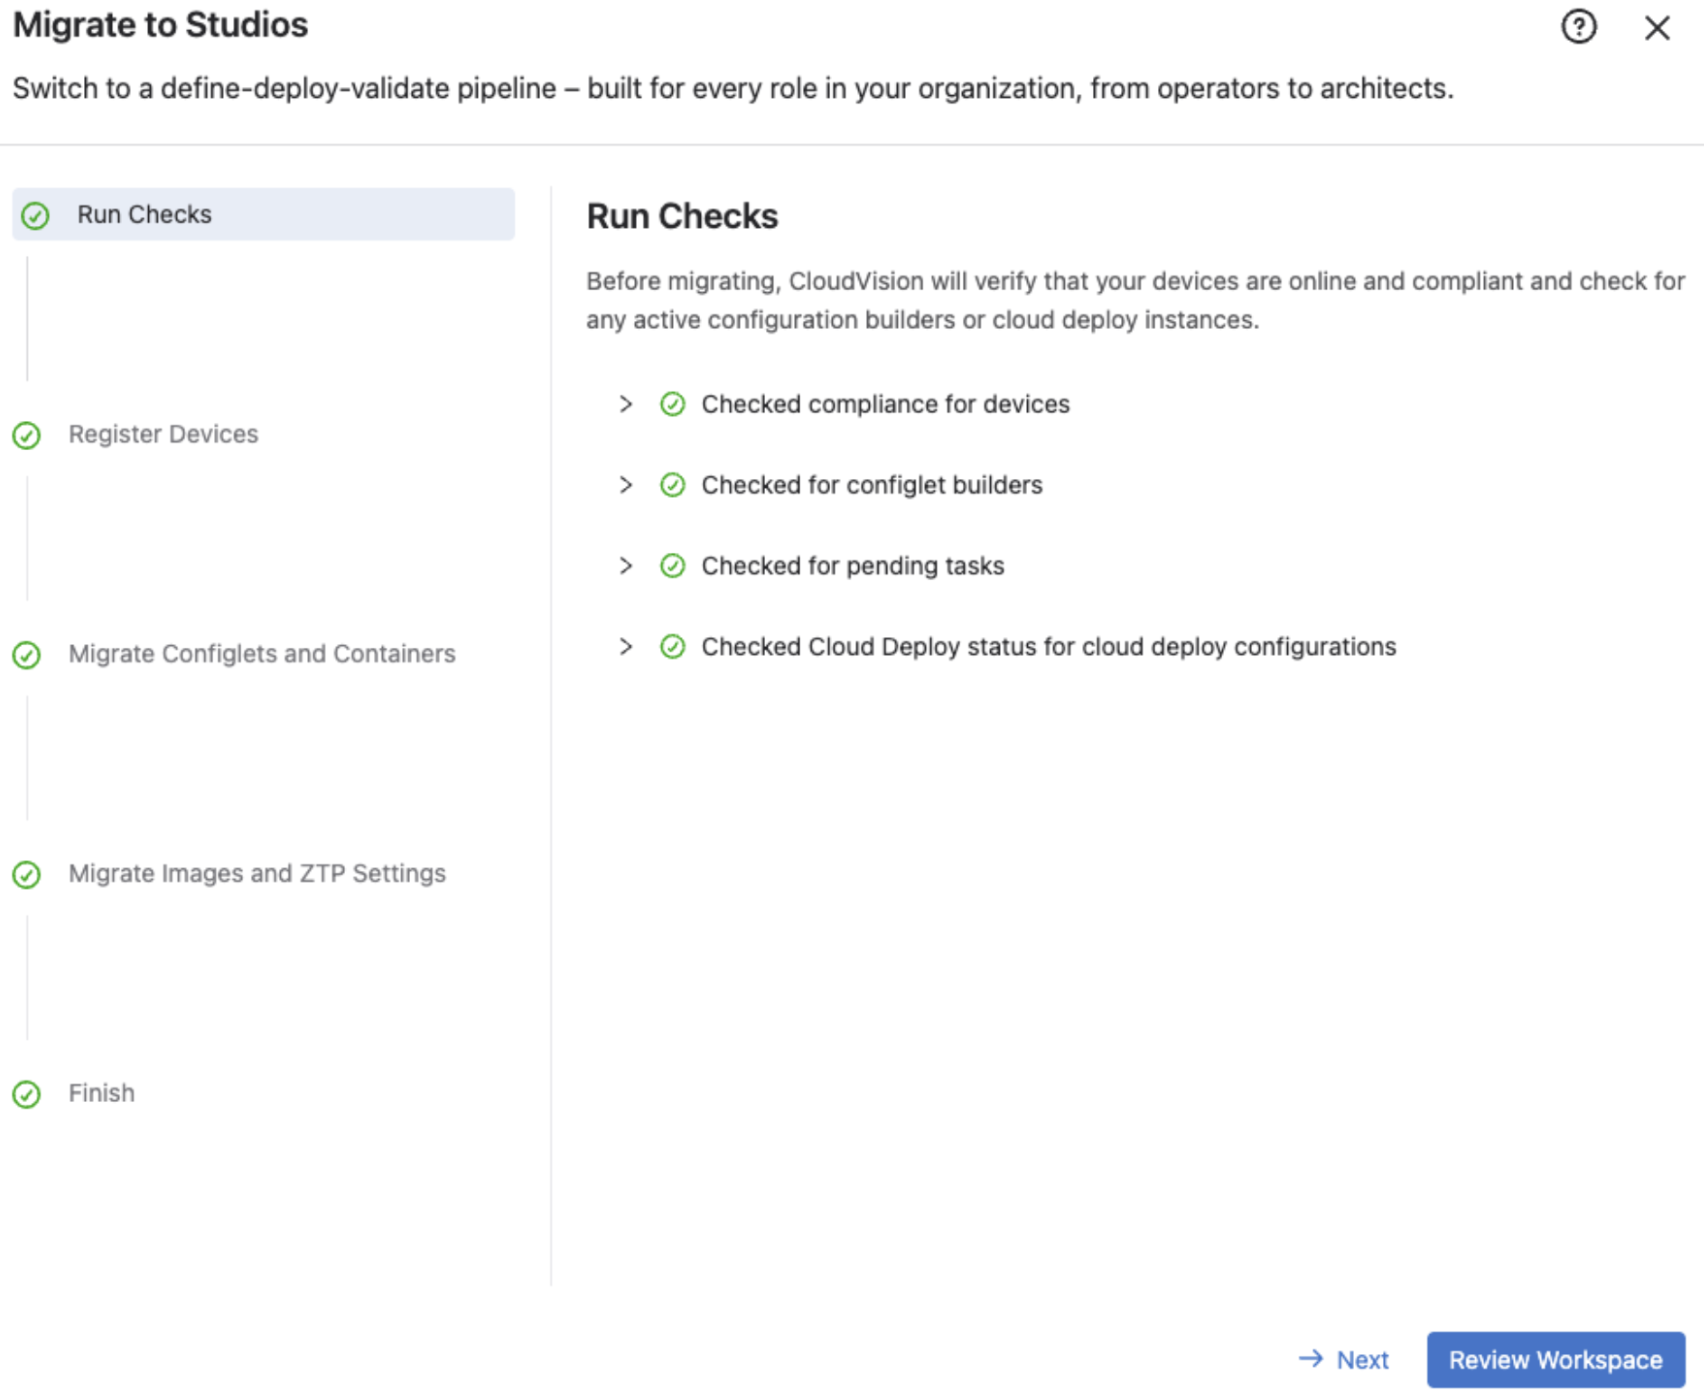 Migrate to Studios
Switch to a define-deploy-validate pipeline – built for every role in your organization, from operators to architects.
Run Checks
Register Devices
Migrate Configlets and Containers
Migrate Images and ZTP Settings
Finish
Run Checks
Before migrating, CloudVision will verify that your devices are online and compliant and check for
any active configuration builders or cloud deploy instances.
Checked compliance for devices
Checked for configlet builders
Checked for pending tasks
Checked Cloud Deploy status for cloud deploy configurations
Next
Review Workspace